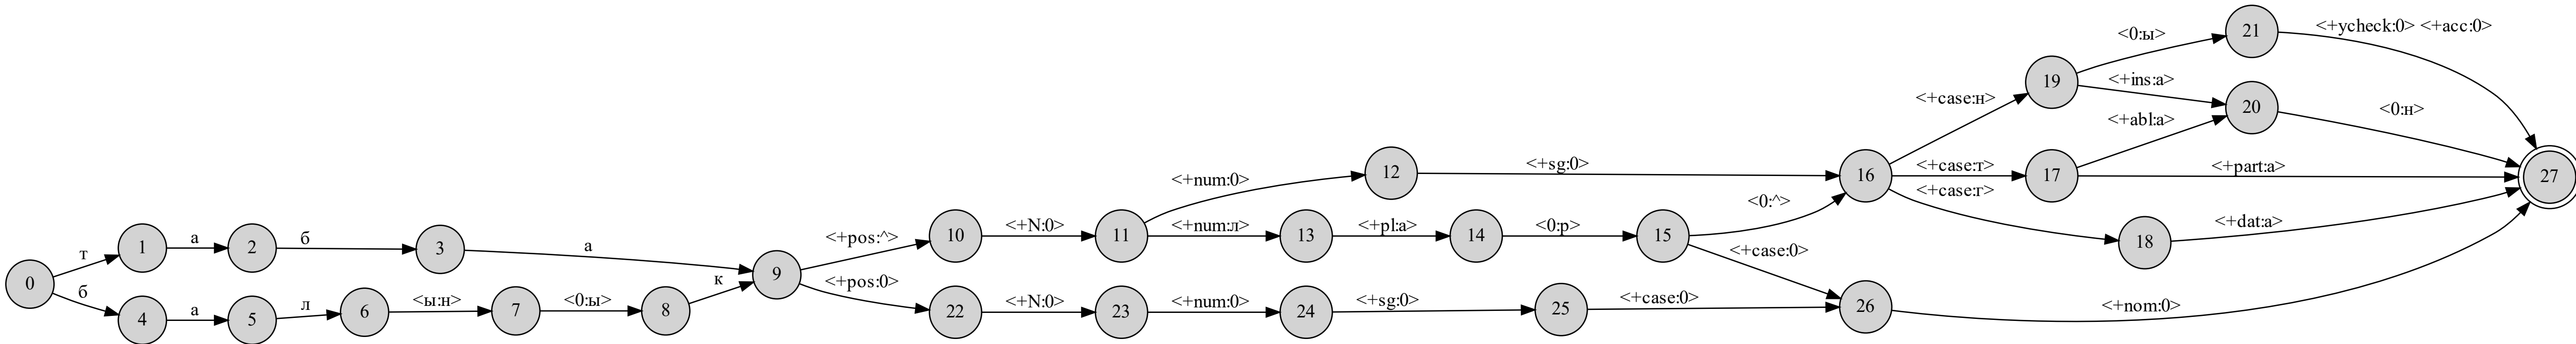 0
т
1
а
2
б
3
а
б
4
а
5
л
6
<ы:н>
7
<0:ы>
8
к
9
<+pos:^>
10
<+N:0>
11
<+num:0>
12
<+sg:0>
<+num:л>
13
<+pl:a>
14
<0:p>
15
<0:^>
<+case:0>
<+pos:0>
22
<+N:0>
23
<+num:0>
24
<+sg:0>
25
<+case:0>
26
<+nom:0>
16
<+case:н>
<+case:т>
<+case:г>
19
17
18
<0:ы>
<+ins:a>
<+abl:a>
<+part:a>
<+dat:a>
21
20
<+ycheck:0> <+acc:0>
<0:н>
27